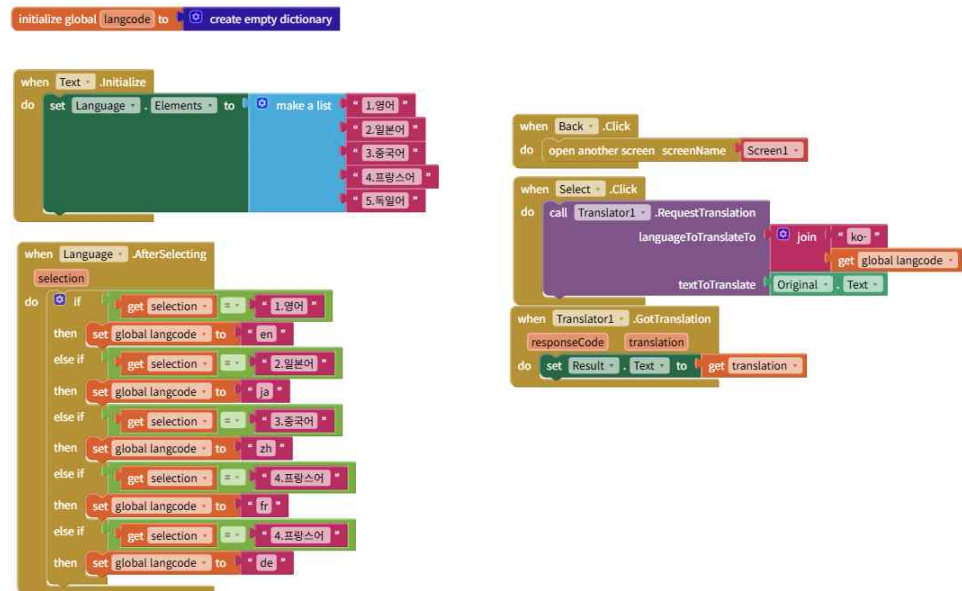 initialize global langcode to create empty dictionary
when Text .Initialize
do set Language . Elements to make a list " 1.영어 "
" 2.일본어 "
" 3.중국어 "
" 4.프랑스어 "
" 5.독일어 "
when Language .AfterSelecting
selection
do if get selection = " 1.영어 "
then set global langcode to " en "
else if get selection = " 2.일본어 "
then set global langcode to " ja "
else if get selection = " 3.중국어 "
then set global langcode to " zh "
else if get selection = " 4.프랑스어 "
then set global langcode to " fr "
else if get selection = " 4.프랑스어 "
then set global langcode to " de "
when Back .Click
do open another screen screenName Screen1
when Select .Click
do call Translator1 .RequestTranslation
languageToTranslateTo join " ko- "
get global langcode
textToTranslate Original . Text
when Translator1 .GotTranslation
responseCode translation
do set Result . Text to get translation